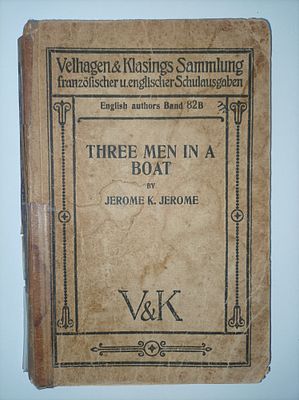 Velhagen & Klasings Sammlung
französischer u. englischer Schulausgaben
English authors Band 82B
THREE MEN IN A
BOAT
BY
JEROME K. JEROME
V&K